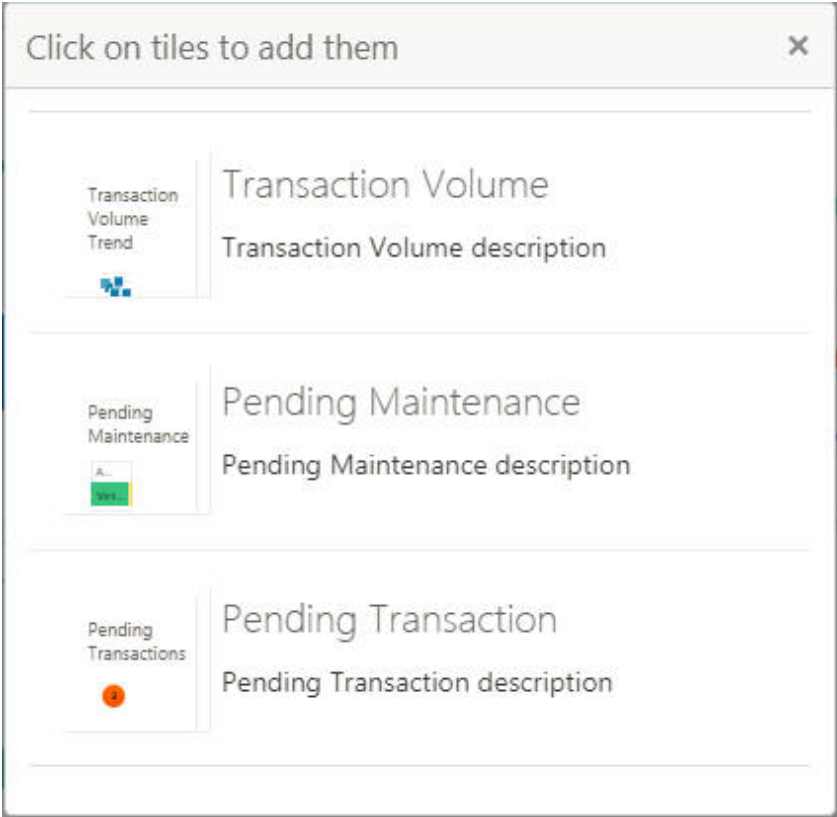 Click on tiles to add them
×
Transaction
Volume
Trend
Transaction Volume
Transaction Volume description
Pending
Maintenance
A...
Pending Maintenance
Pending Maintenance description
Pending
Transactions
Pending Transaction
Pending Transaction description